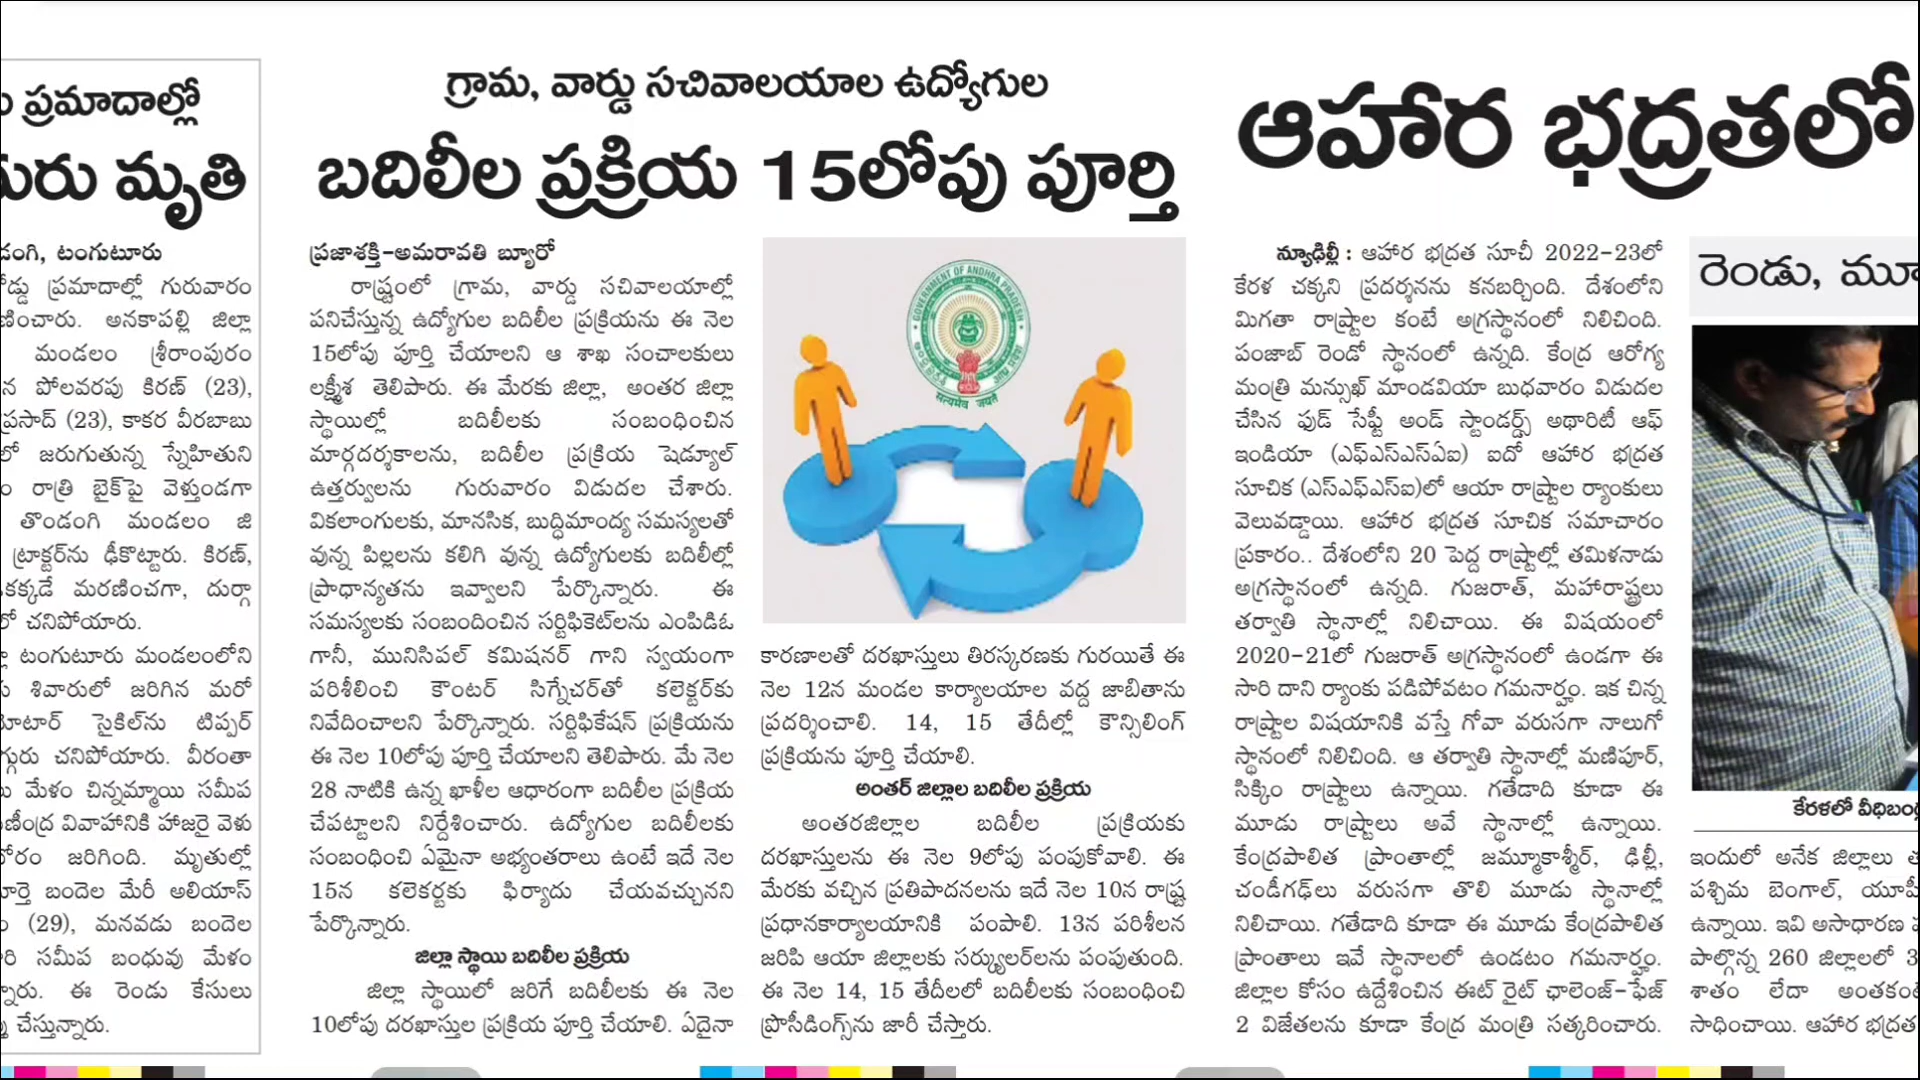 ప్రమాదాల్లో
మృతి
టంగుటూరు
ప్రమాదాల్లో గురువారం
అనకాపల్లి జిల్లా
మండలం శ్రీరాంపురం
పోలవరపు కిరణ్ (23),
ప్రసాద్ (23), కాకర వీరబాబు
జరుగుతున్న స్నేహితుని
రాత్రి బైక్‌పై వెళ్తుండగా
తొండంగి మండలం జి
ట్రాక్టర్‌ను ఢీకొట్టారు. కిరణ్,
మరణించగా, దుర్గా
చనిపోయారు.
టంగుటూరు మండలంలోని
శివారులో జరిగిన మరో
సైకిల్‌ను టిప్పర్
చనిపోయారు. వీరంతా
మేళం చిన్నమ్మాయి సమీప
వివాహానికి హాజరై వెళు
జరిగింది. మృతుల్లో
బందెల మేరీ అలియాస్
(29), మనవడు బందెల
సమీప బంధువు మేళం
ఈ రెండు కేసులు
చేస్తున్నారు.
గ్రామ, వార్డు సచివాలయాల ఉద్యోగుల
బదిలీల ప్రక్రియ 15లోపు పూర్తి
ప్రజాశక్తి-అమరావతి బ్యూరో
రాష్ట్రంలో గ్రామ, వార్డు సచివాలయాల్లో
పనిచేస్తున్న ఉద్యోగుల బదిలీల ప్రక్రియను ఈ నెల
15లోపు పూర్తి చేయాలని ఆ శాఖ సంచాలకులు
లక్ష్మీశ తెలిపారు. ఈ మేరకు జిల్లా, అంతర జిల్లా
స్థాయిల్లో బదిలీలకు సంబంధించిన
మార్గదర్శకాలను, బదిలీల ప్రక్రియ షెడ్యూల్
ఉత్తర్వులను గురువారం విడుదల చేశారు.
వికలాంగులకు, మానసిక, బుద్ధిమాంద్య సమస్యలతో
వున్న పిల్లలను కలిగి వున్న ఉద్యోగులకు బదిలీల్లో
ప్రాధాన్యతను ఇవ్వాలని పేర్కొన్నారు. ఈ
సమస్యలకు సంబందించిన సర్టిఫికెట్‌లను ఎంపిడిఓ
గానీ, మునిసిపల్ కమిషనర్ గాని స్వయంగా
పరిశీలించి కౌంటర్ సిగ్నేచర్‌తో కలెక్టర్‌కు
నివేదించాలని పేర్కొన్నారు. సర్టిఫికేషన్ ప్రక్రియను
ఈ నెల 10లోపు పూర్తి చేయాలని తెలిపారు. మే నెల
28 నాటికి ఉన్న ఖాళీల ఆధారంగా బదిలీల ప్రక్రియ
చేపట్టాలని నిర్దేశించారు. ఉద్యోగుల బదిలీలకు
సంబంధించి ఏమైనా అభ్యంతరాలు ఉంటే ఇదే నెల
15న కలెకర్టకు ఫిర్యాదు చేయవచ్చునని
పేర్కొన్నారు.
జిల్లా స్థాయి బదిలీల ప్రక్రియ
జిల్లా స్థాయిలో జరిగే బదిలీలకు ఈ నెల
10లోపు దరఖాస్తుల ప్రక్రియ పూర్తి చేయాలి. ఏదైనా
GOVERNMENT OF ANDHRA PRADESH
सत्यमेव जयते
కారణాలతో దరఖాస్తులు తిరస్కరణకు గురయితే ఈ
నెల 12న మండల కార్యాలయాల వద్ద జాబితాను
ప్రదర్శించాలి. 14, 15 తేదీల్లో కౌన్సిలింగ్
ప్రక్రియను పూర్తి చేయాలి.
అంతర్ జిల్లాల బదిలీల ప్రక్రియ
అంతరజిల్లాల బదిలీల ప్రక్రియకు
దరఖాస్తులను ఈ నెల 9లోపు పంపుకోవాలి. ఈ
మేరకు వచ్చిన ప్రతిపాదనలను ఇదే నెల 10న రాష్ట్ర
ప్రధానకార్యాలయానికి పంపాలి. 13న పరిశీలన
జరిపి ఆయా జిల్లాలకు సర్క్యులర్‌లను పంపుతుంది.
ఈ నెల 14, 15 తేదీలలో బదిలీలకు సంబంధించి
ప్రొసీడింగ్స్‌ను జారీ చేస్తారు.
ఆహార భద్రతలో
న్యూఢిల్లీ : ఆహార భద్రత సూచీ 2022-23లో
కేరళ చక్కని ప్రదర్శనను కనబర్చింది. దేశంలోని
మిగతా రాష్ట్రాల కంటే అగ్రస్థానంలో నిలిచింది.
పంజాబ్ రెండో స్థానంలో ఉన్నది. కేంద్ర ఆరోగ్య
మంత్రి మన్సుఖ్ మాండవియా బుధవారం విడుదల
చేసిన ఫుడ్ సేఫ్టీ అండ్ స్టాండర్డ్స్ అథారిటీ ఆఫ్
ఇండియా (ఎఫ్ఎస్ఎస్ఏఐ) ఐదో ఆహార భద్రత
సూచిక (ఎస్ఎఫ్ఎస్ఐ)లో ఆయా రాష్ట్రాల ర్యాంకులు
వెలువడ్డాయి. ఆహార భద్రత సూచిక సమాచారం
ప్రకారం.. దేశంలోని 20 పెద్ద రాష్ట్రాల్లో తమిళనాడు
అగ్రస్థానంలో ఉన్నది. గుజరాత్, మహారాష్ట్రలు
తర్వాతి స్థానాల్లో నిలిచాయి. ఈ విషయంలో
2020-21లో గుజరాత్ అగ్రస్థానంలో ఉండగా ఈ
సారి దాని ర్యాంకు పడిపోవటం గమనార్హం. ఇక చిన్న
రాష్ట్రాల విషయానికి వస్తే గోవా వరుసగా నాలుగో
స్థానంలో నిలిచింది. ఆ తర్వాతి స్థానాల్లో మణిపూర్,
సిక్కిం రాష్ట్రాలు ఉన్నాయి. గతేడాది కూడా ఈ
మూడు రాష్ట్రాలు అవే స్థానాల్లో ఉన్నాయి.
కేంద్రపాలిత ప్రాంతాల్లో జమ్మూకాశ్మీర్, ఢిల్లీ,
చండీగఢ్‌లు వరుసగా తొలి మూడు స్థానాల్లో
నిలిచాయి. గతేడాది కూడా ఈ మూడు కేంద్రపాలిత
ప్రాంతాలు ఇవే స్థానాలలో ఉండటం గమనార్హం.
జిల్లాల కోసం ఉద్దేశించిన ఈట్ రైట్ ఛాలెంజ్-ఫేజ్
2 విజేతలను కూడా కేంద్ర మంత్రి సత్కరించారు.
రెండు,
కేరళలో
ఇందులో అనేక జిల్లాలు
పశ్చిమ బెంగాల్,
ఉన్నాయి. ఇవి అసాధారణ
పాల్గొన్న 260 జిల్లాలలో
శాతం లేదా
సాధించాయి. ఆహార భద్రత